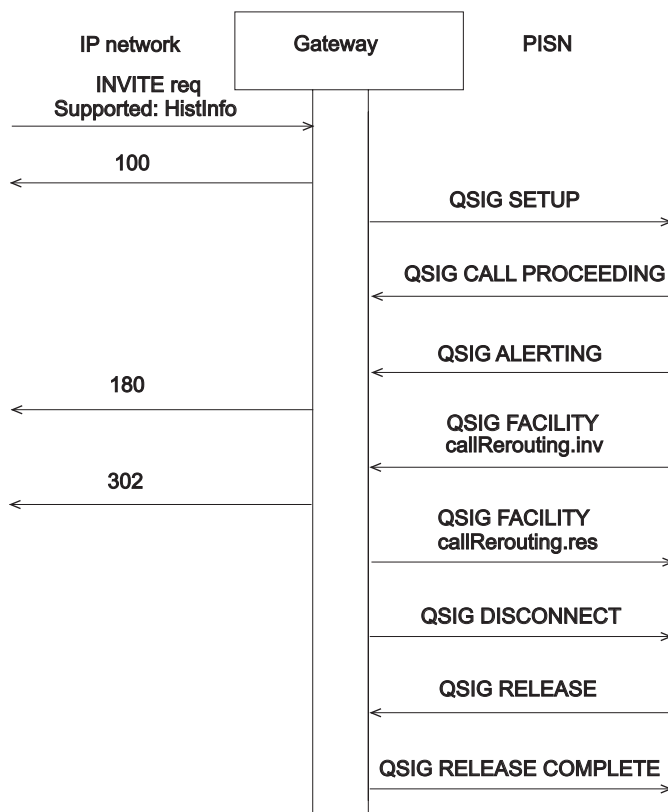 IP network
Gateway
PISN
INVITE req
Supported: HistInfo
100
QSIG SETUP
QSIG CALL PROCEEDING
QSIG ALERTING
180
QSIG FACILITY
callRerouting.inv
302
QSIG FACILITY
callRerouting.res
QSIG DISCONNECT
QSIG RELEASE
QSIG RELEASE COMPLETE